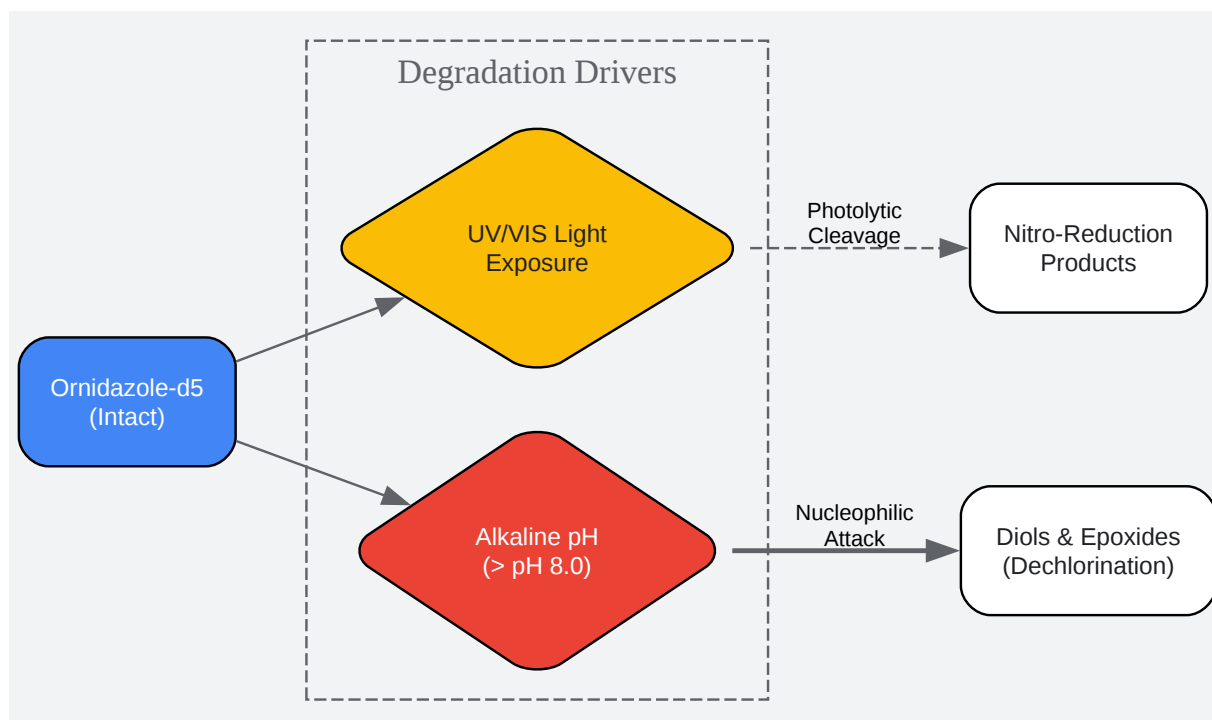 Degradation Drivers
UV/VIS Light
Exposure
Photolytic
Cleavage
Nitro-Reduction
Products
Ornidazole-d5
(Intact)
Alkaline pH
(> pH 8.0)
Nucleophilic
Attack
Diols & Epoxides
(Dechlorination)